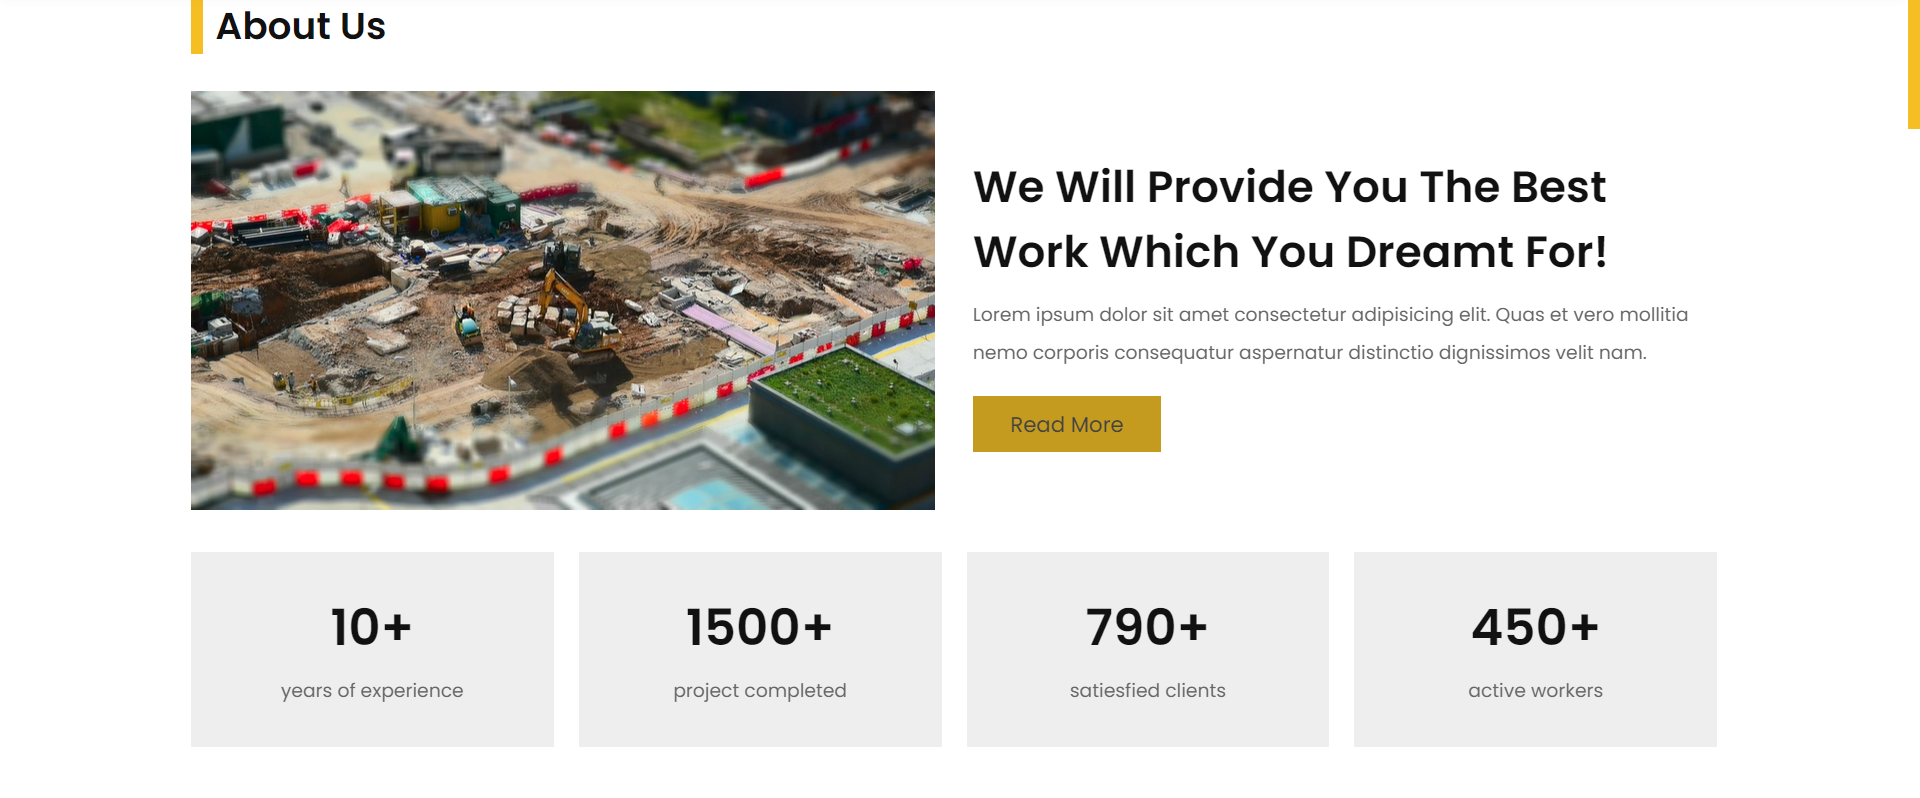 About Us
We Will Provide You The Best
Work Which You Dreamt For!
Lorem ipsum dolor sit amet consectetur adipisicing elit. Quas et vero mollitia
nemo corporis consequatur aspernatur distinctio dignissimos velit nam.
Read More
10+
years of experience
1500+
project completed
790+
satiesfied clients
450+
active workers